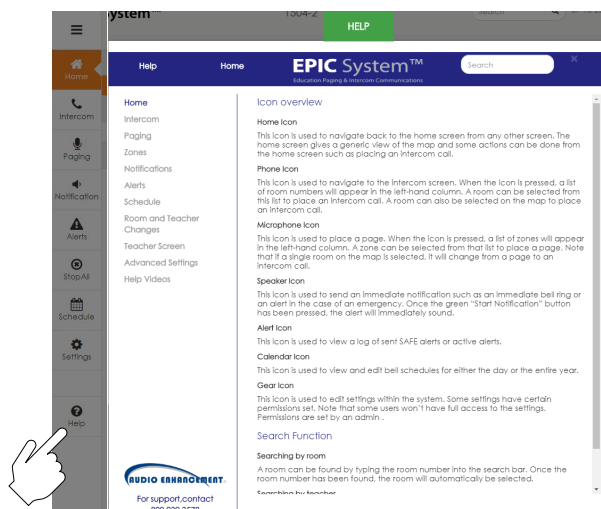 ystem™
1504-2
Search
HELP
Help
Home
EPIC System™
Search
Education Paging & Intercom Communications
Home
Intercom
Paging
Notification
Alerts
StopAll
Schedule
Settings
Help
Home
Intercom
Paging
Zones
Notifications
Alerts
Schedule
Room and Teacher
Changes
Teacher Screen
Advanced Settings
Help Videos
AUDIO ENHANCEMENT
For support,contact
Icon overview
Home Icon
This icon is used to navigate back to the home screen from any other screen. The
home screen gives a generic view of the map and some actions can be done from
the home screen such as placing an intercom call.
Phone Icon
This icon is used to navigate to the intercom screen. When the icon is pressed, a list
of room numbers will appear in the left-hand column. A room can be selected from
this list to place an intercom call. A room can also be selected on the map to place
an intercom call.
Microphone Icon
This icon is used to place a page. When the icon is pressed, a list of zones will appear
in the left-hand column. A zone can be selected from that list to place a page. Note
that if a single room on the map is selected, it will change from a page to an
intercom call.
Speaker Icon
This icon is used to send an immediate notification such as an immediate bell ring or
an alert in the case of an emergency. Once the green “Start Notification” button
has been pressed, the alert will immediately sound.
Alert Icon
This icon is used to view a log of sent SAFE alerts or active alerts.
Calendar Icon
This icon is used to view and edit bell schedules for either the day or the entire year.
Gear Icon
This icon is used to edit settings within the system. Some settings have certain
permissions set. Note that some users won’t have full access to the settings.
Permissions are set by an admin .
Search Function
Searching by room
A room can be found by typing the room number into the search bar. Once the
room number has been found, the room will automatically be selected.
Searching by teacher